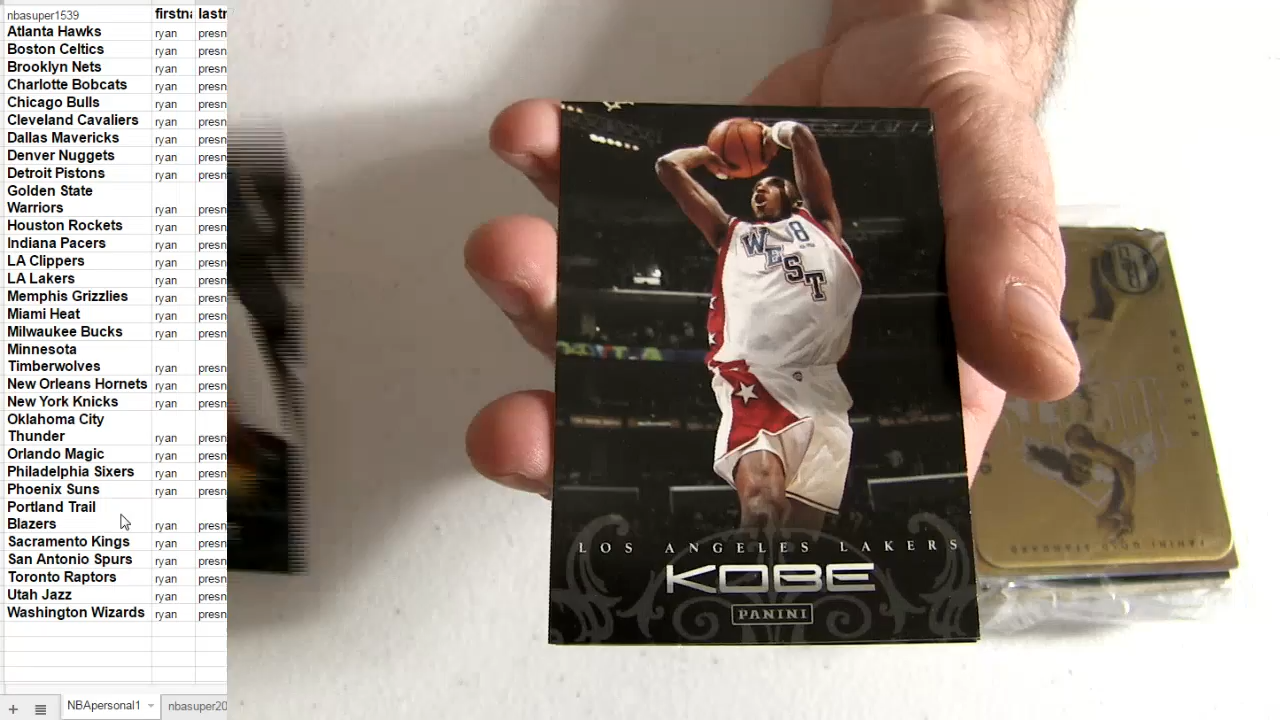 nbasuper1539 firstna lastr
Atlanta Hawks ryan presn
Boston Celtics ryan presn
Brooklyn Nets ryan presn
Charlotte Bobcats ryan presn
Chicago Bulls ryan presn
Cleveland Cavaliers ryan presn
Dallas Mavericks ryan presn
Denver Nuggets ryan presn
Detroit Pistons ryan presn
Golden State
Warriors ryan presn
Houston Rockets ryan presn
Indiana Pacers ryan presn
LA Clippers ryan presn
LA Lakers ryan presn
Memphis Grizzlies ryan presn
Miami Heat ryan presn
Milwaukee Bucks ryan presn
Minnesota
Timberwolves ryan presn
New Orleans Hornets ryan presn
New York Knicks ryan presn
Oklahoma City
Thunder ryan presn
Orlando Magic ryan presn
Philadelphia Sixers ryan presn
Phoenix Suns ryan presn
Portland Trail
Blazers ryan presn
Sacramento Kings ryan presn
San Antonio Spurs ryan presn
Toronto Raptors ryan presn
Utah Jazz ryan presn
Washington Wizards ryan presn
NBApersonal1 nbasuper20
WEST 8
LOS ANGELES LAKERS
KOBE
PANINI
NUGGETS
PANINI GOLD STANDARD